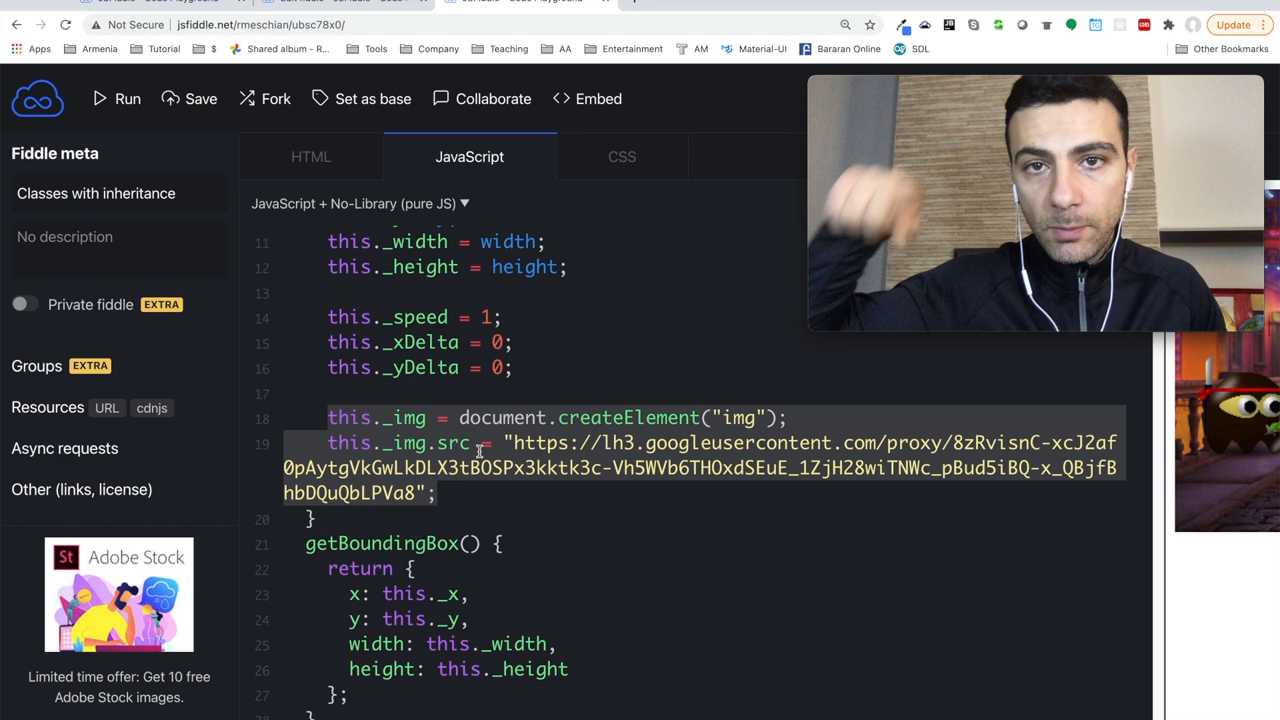 Not Secure | jsfiddle.net/rmeschian/ubsc78x0/
Update
Apps Armenia Tutorial $ Shared album - R... Tools Company Teaching AA Entertainment AM Material-UI Bararan Online SDL Other Bookmarks
Run Save Fork Set as base Collaborate Embed
Fiddle meta
Classes with inheritance
No description
Private fiddle EXTRA
Groups EXTRA
Resources URL cdnjs
Async requests
Other (links, license)
St Adobe Stock
Limited time offer: Get 10 free
Adobe Stock images.
HTML JavaScript CSS
JavaScript + No-Library (pure JS) ▼
11 this._width = width;
12 this._height = height;
13
14 this._speed = 1;
15 this._xDelta = 0;
16 this._yDelta = 0;
17
18 this._img = document.createElement("img");
19 this._img.src = "https://lh3.googleusercontent.com/proxy/8zRvisnC-xcJ2af
0pAytgVkGwLkDLX3tBOSPx3kktk3c-Vh5WVb6THOxdSEuE_1ZjH28wiTNWc_pBud5iBQ-x_QBjfB
hbDQuQbLPVa8";
20 }
21 getBoundingBox() {
22 return {
23 x: this._x,
24 y: this._y,
25 width: this._width,
26 height: this._height
27 };
}